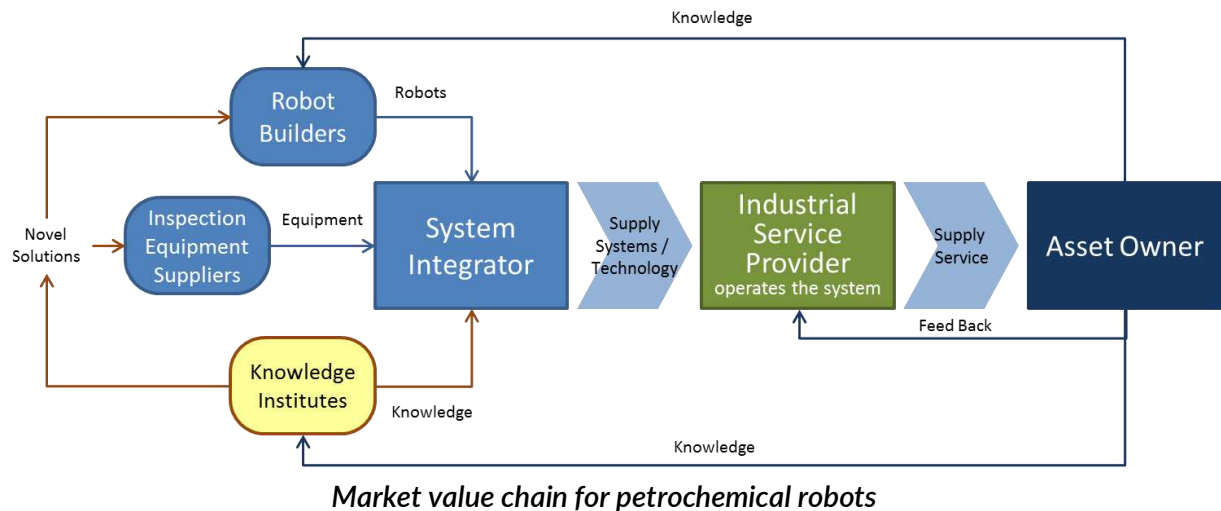 Knowledge
Robot
Builders
Robots
Novel
Solutions
Inspection
Equipment
Suppliers
Equipment
System
Integrator
Supply
Systems /
Technology
Industrial
Service
Provider
operates the system
Supply
Service
Asset Owner
Feed Back
Knowledge
Institutes
Knowledge
Knowledge
Market value chain for petrochemical robots